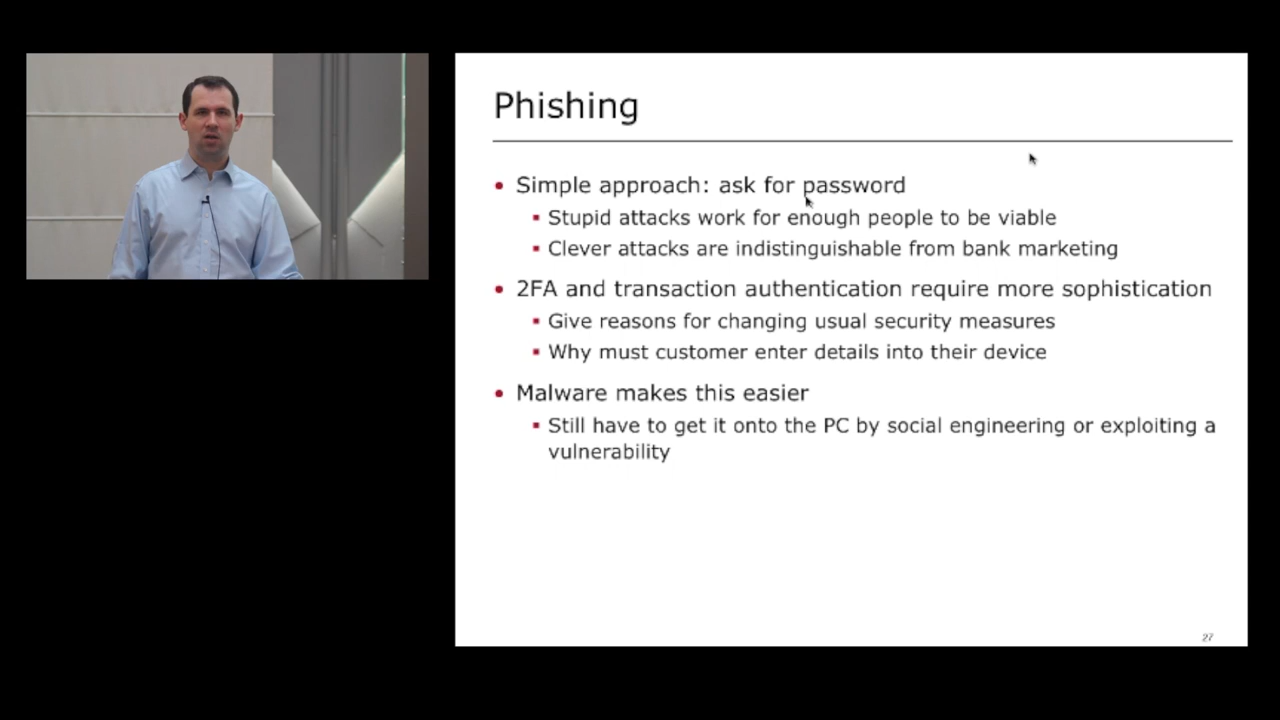 Phishing
• Simple approach: ask for password
▪ Stupid attacks work for enough people to be viable
▪ Clever attacks are indistinguishable from bank marketing
• 2FA and transaction authentication require more sophistication
▪ Give reasons for changing usual security measures
▪ Why must customer enter details into their device
• Malware makes this easier
▪ Still have to get it onto the PC by social engineering or exploiting a
vulnerability
27